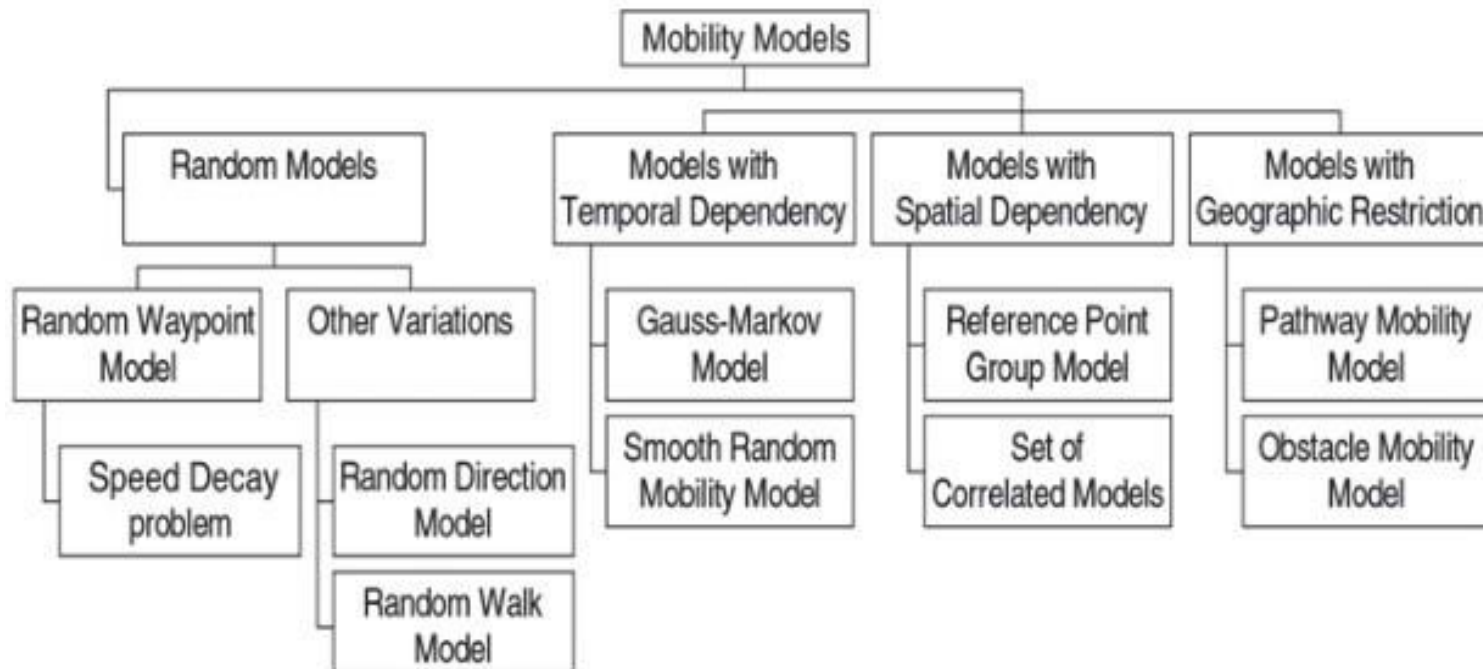 Mobility Models
Random Models
Models with
Temporal Dependency
Models with
Spatial Dependency
Models with
Geographic Restriction
Random Waypoint
Model
Other Variations
Gauss-Markov
Model
Reference Point
Group Model
Pathway Mobility
Model
Speed Decay
problem
Random Direction
Model
Smooth Random
Mobility Model
Set of
Correlated Models
Obstacle Mobility
Model
Random Walk
Model